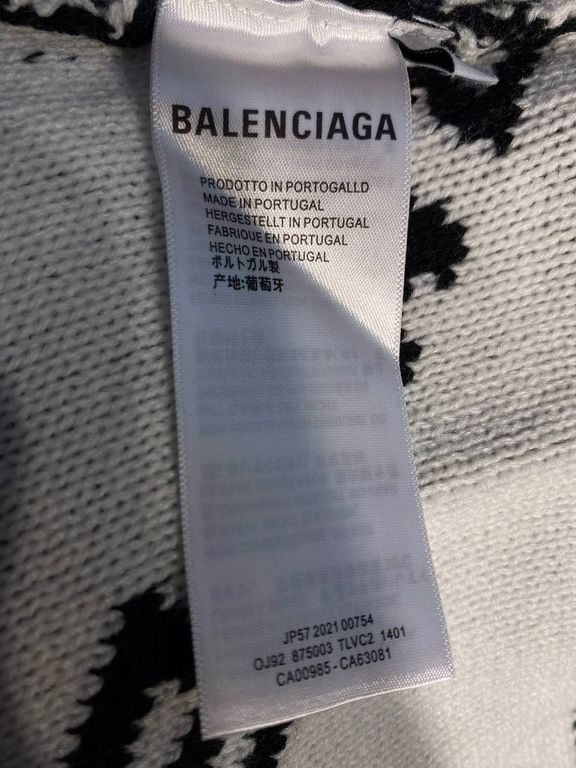 BALENCIAGA
PRODOTTO IN PORTOGALLD
MADE IN PORTUGAL
HERGESTELLT IN PORTUGAL
FABRIQUE EN PORTUGAL
HECHO EN PORTUGAL
ポルトガル製
产地:葡萄牙
JP57 2021 00754
OJ92 875003 TLVC2 1401
CA00985-CA63081